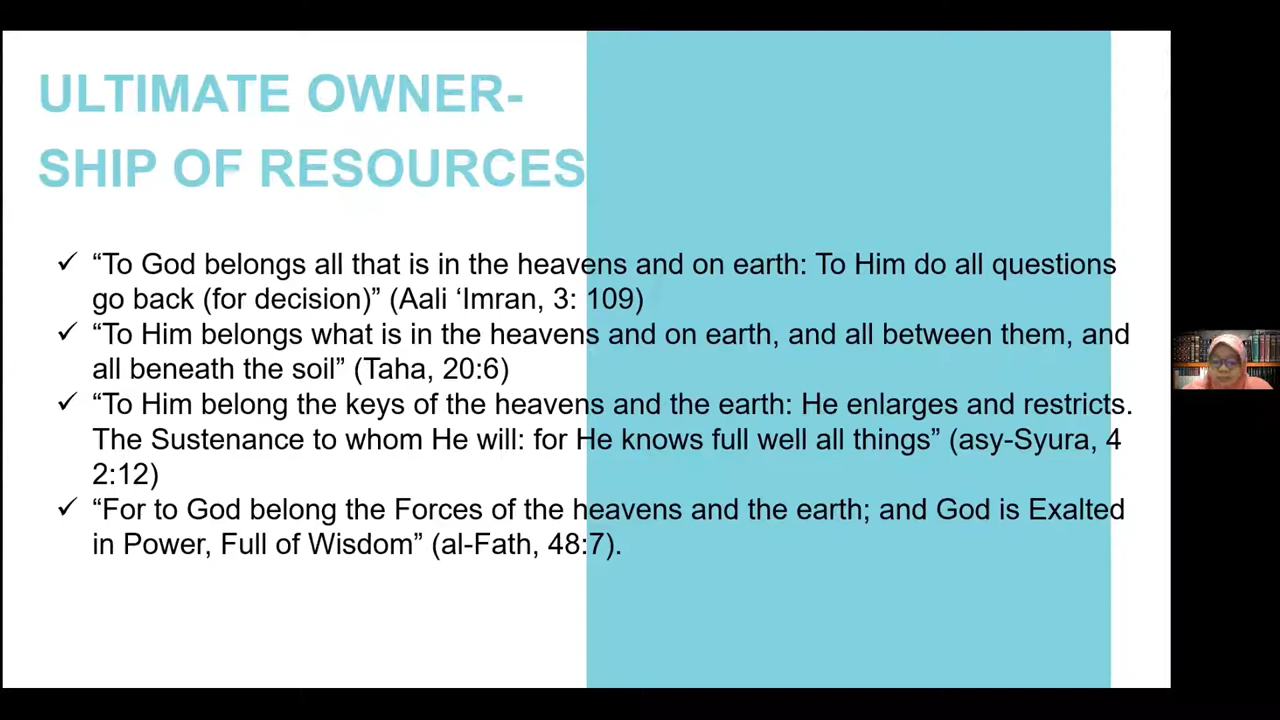 ULTIMATE OWNER-
SHIP OF RESOURCES
✓ “To God belongs all that is in the heavens and on earth: To Him do all questions
go back (for decision)” (Aali ‘Imran, 3: 109)
✓ “To Him belongs what is in the heavens and on earth, and all between them, and
all beneath the soil” (Taha, 20:6)
✓ “To Him belong the keys of the heavens and the earth: He enlarges and restricts.
The Sustenance to whom He will: for He knows full well all things” (asy-Syura, 4
2:12)
✓ “For to God belong the Forces of the heavens and the earth; and God is Exalted
in Power, Full of Wisdom” (al-Fath, 48:7).